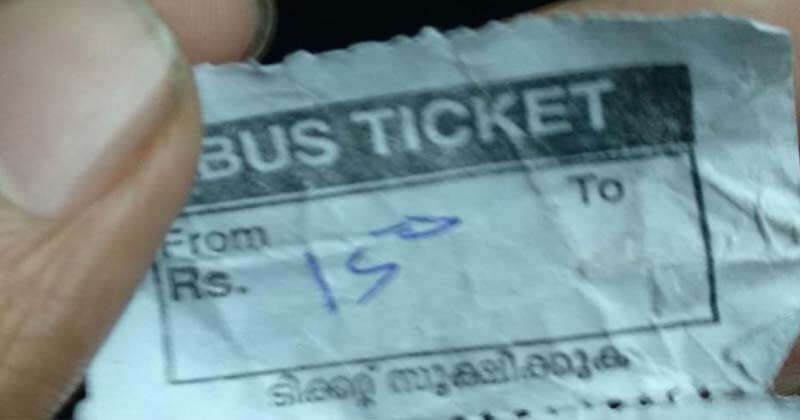 BUS TICKET
From To
Rs. 15
ടിക്കറ്റ് സൂക്ഷിക്കുക